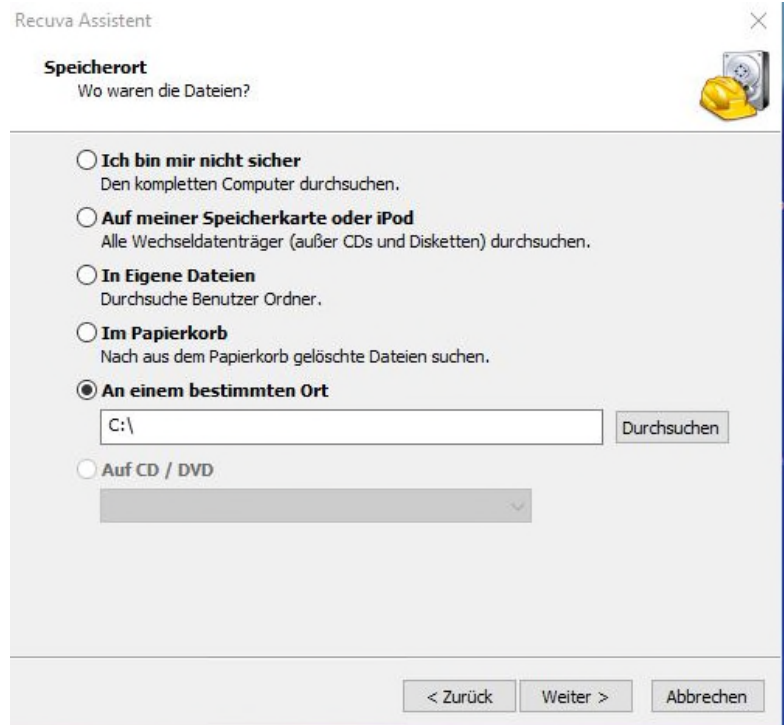 Recuva Assistent
Speicherort
Wo waren die Dateien?
Ich bin mir nicht sicher
Den kompletten Computer durchsuchen.
Auf meiner Speicherkarte oder iPod
Alle Wechseldatenträger (außer CDs und Disketten) durchsuchen.
In Eigene Dateien
Durchsuche Benutzer Ordner.
Im Papierkorb
Nach aus dem Papierkorb gelöschte Dateien suchen.
An einem bestimmten Ort
C:\ Durchsuchen
Auf CD / DVD
< Zurück Weiter > Abbrechen